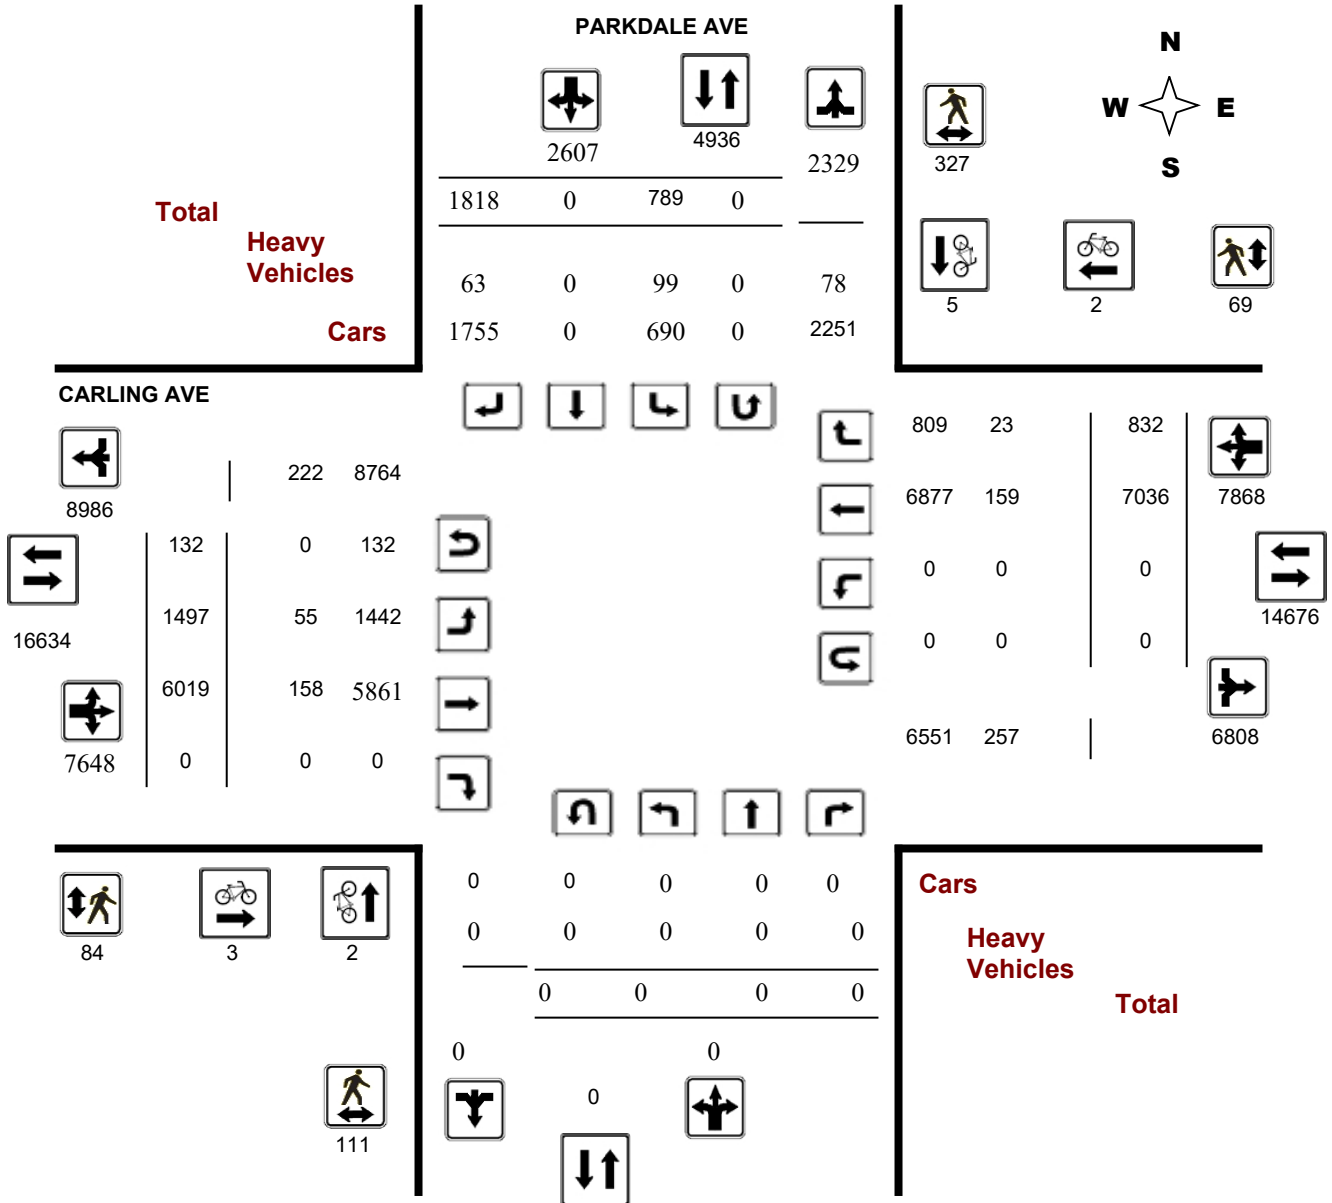 PARKDALE AVE
N
W E
S
2607
4936
2329
327
1818 0 789 0
Total
Heavy
Vehicles
63 0 99 0 78
5 2 69
Cars
1755 0 690 0 2251
CARLING AVE
809 23 832
222 8764
8986
6877 159 7036 7868
132 0 132
0 0 0
1497 55 1442
14676
16634
0 0 0
6019 158 5861
6551 257 6808
7648 0 0 0
0 0 0 0 0
Cars
0 0 0 0 0
Heavy
Vehicles
84 3 2
0 0 0 0
Total
0 0
0
111